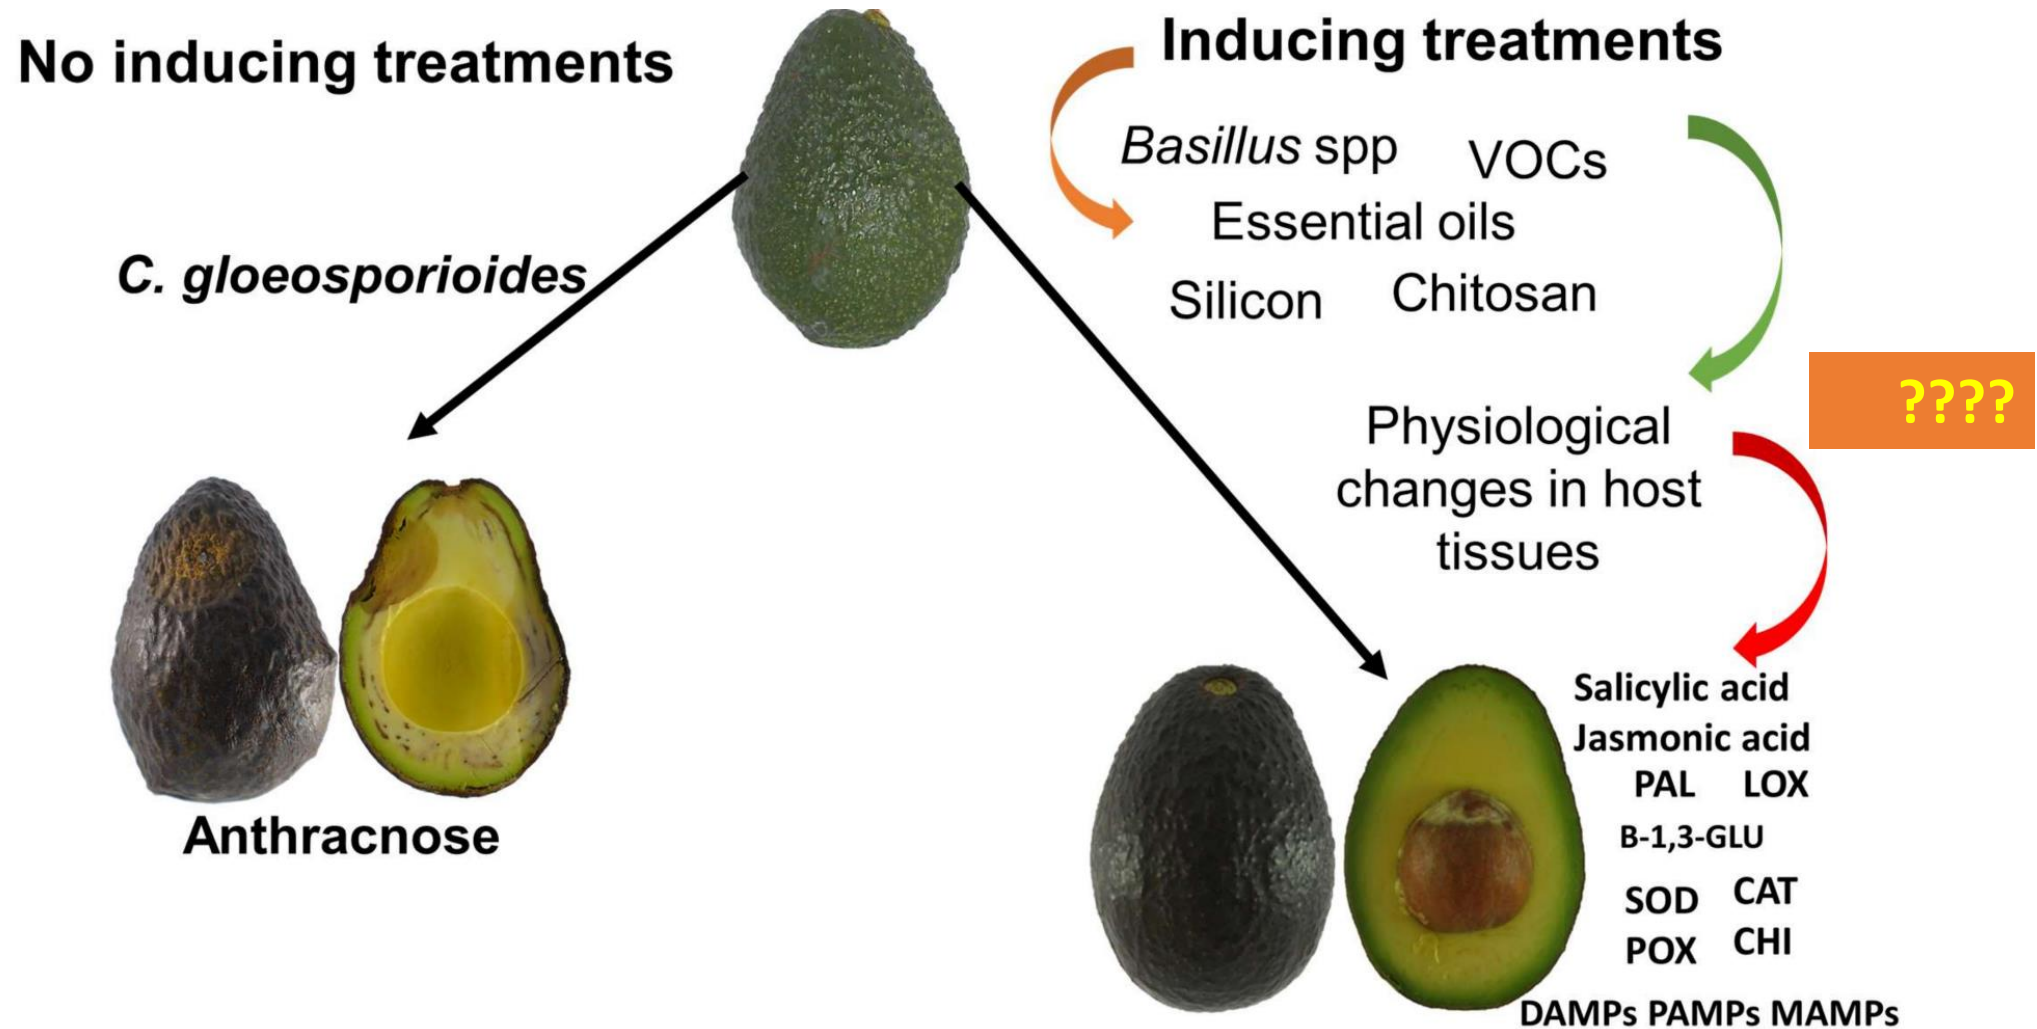 No inducing treatments
Inducing treatments
Basillus spp
VOCs
Essential oils
Silicon
Chitosan
C. gloeosporioides
????
Physiological
changes in host
tissues
Anthracnose
Salicylic acid
Jasmonic acid
PAL LOX
B-1,3-GLU
SOD CAT
POX CHI
DAMPs PAMPs MAMPs